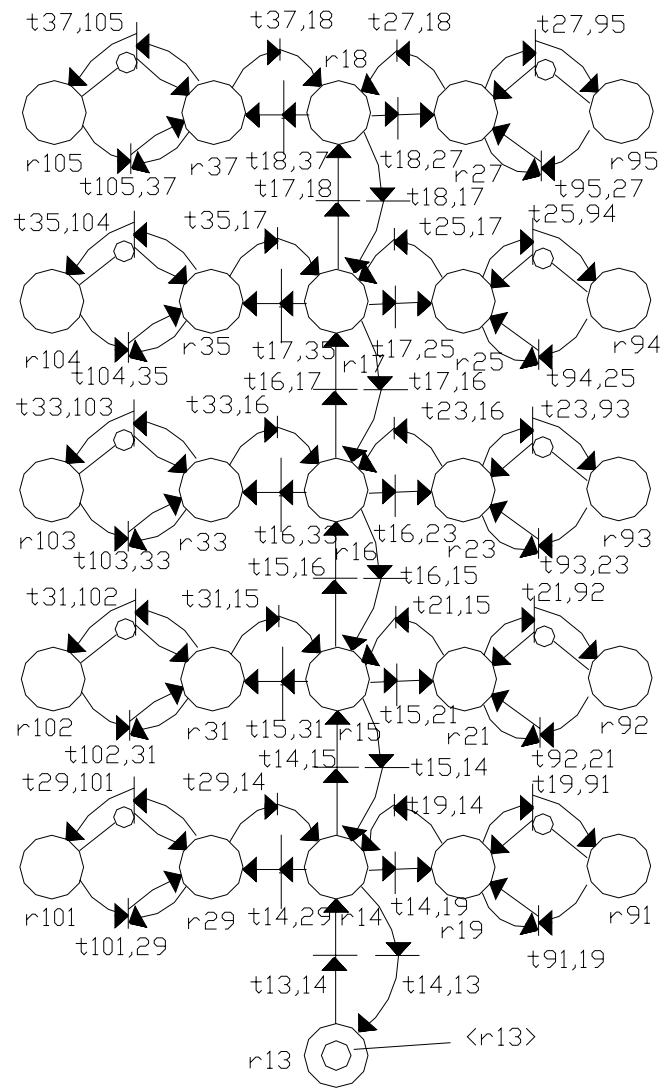 t37,105 t37,18 t27,18 t27,95
r18
r105 r37 t18,37 t18,27 r27 r95
t105,37 t17,18 t18,17 t95,27
t35,104 t35,17 t25,17 t25,94
r104 r35 t17,35 r17 t17,25 r25 r94
t104,35 t16,17 t17,16 t94,25
t33,103 t33,16 t23,16 t23,93
r103 r33 t16,33 r16 t16,23 r23 r93
t103,33 t15,16 t16,15 t93,23
t31,102 t31,15 t21,15 t21,92
r102 r31 t15,31 r15 t15,21 r21 r92
t102,31 t14,15 t15,14 t92,21
t29,101 t29,14 t19,14 t19,91
r101 r29 t14,29 r14 t14,19 r19 r91
t101,29 t91,19
t13,14 t14,13
r13 <r13>